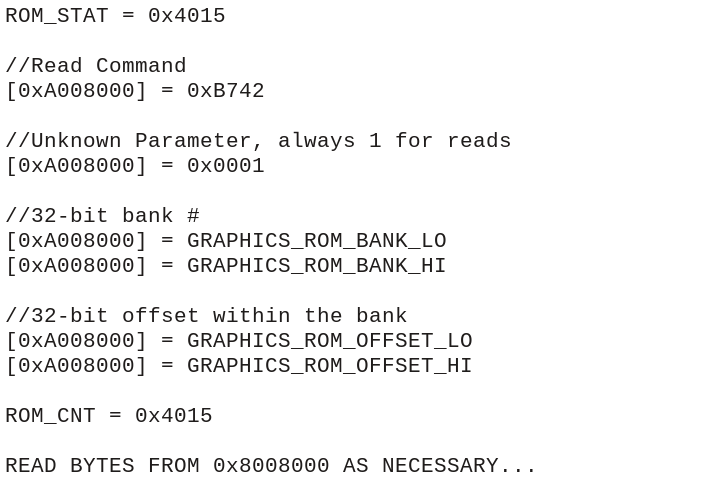 ROM_STAT = 0x4015
//Read Command
[0xA008000] = 0xB742
//Unknown Parameter, always 1 for reads
[0xA008000] = 0x0001
//32-bit bank #
[0xA008000] = GRAPHICS_ROM_BANK_LO
[0xA008000] = GRAPHICS_ROM_BANK_HI
//32-bit offset within the bank
[0xA008000] = GRAPHICS_ROM_OFFSET_LO
[0xA008000] = GRAPHICS_ROM_OFFSET_HI
ROM_CNT = 0x4015
READ BYTES FROM 0x8008000 AS NECESSARY...